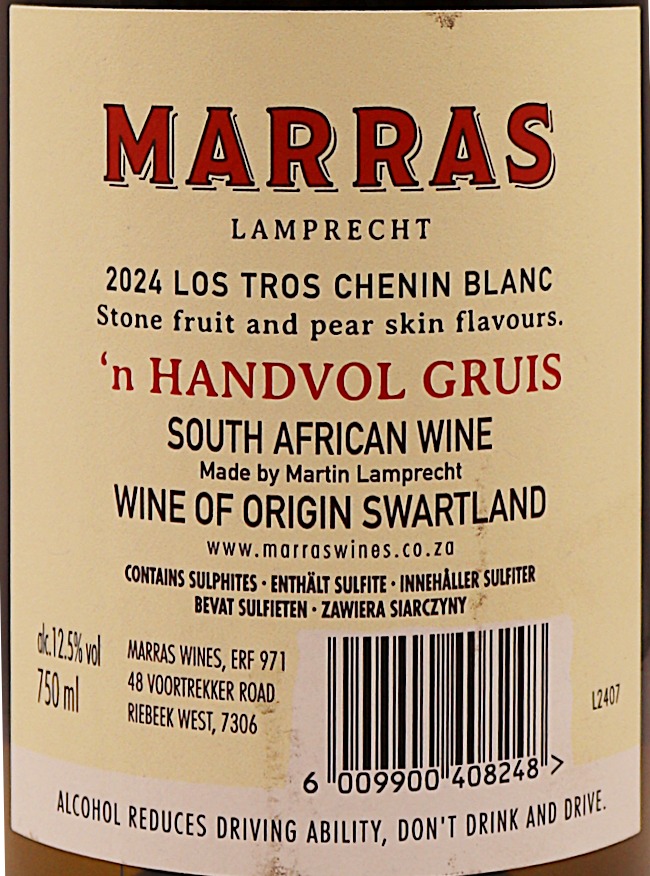 MARRAS
LAMPRECHT
2024 LOS TROS CHENIN BLANC
Stone fruit and pear skin flavours.
‘n HANDVOL GRUIS
SOUTH AFRICAN WINE
Made by Martin Lamprecht
WINE OF ORIGIN SWARTLAND
www.marraswines.co.za
CONTAINS SULPHITES · ENTHÄLT SULFITE · INNEHÅLLER SULFITER
BEVAT SULFIETEN · ZAWIERA SIARCZYNY
alc.12.5% vol
750 ml
MARRAS WINES, ERF 971
48 VOORTREKKER ROAD
RIEBEEK WEST, 7306
6 009900 408248 >
L2407
ALCOHOL REDUCES DRIVING ABILITY, DON'T DRINK AND DRIVE.